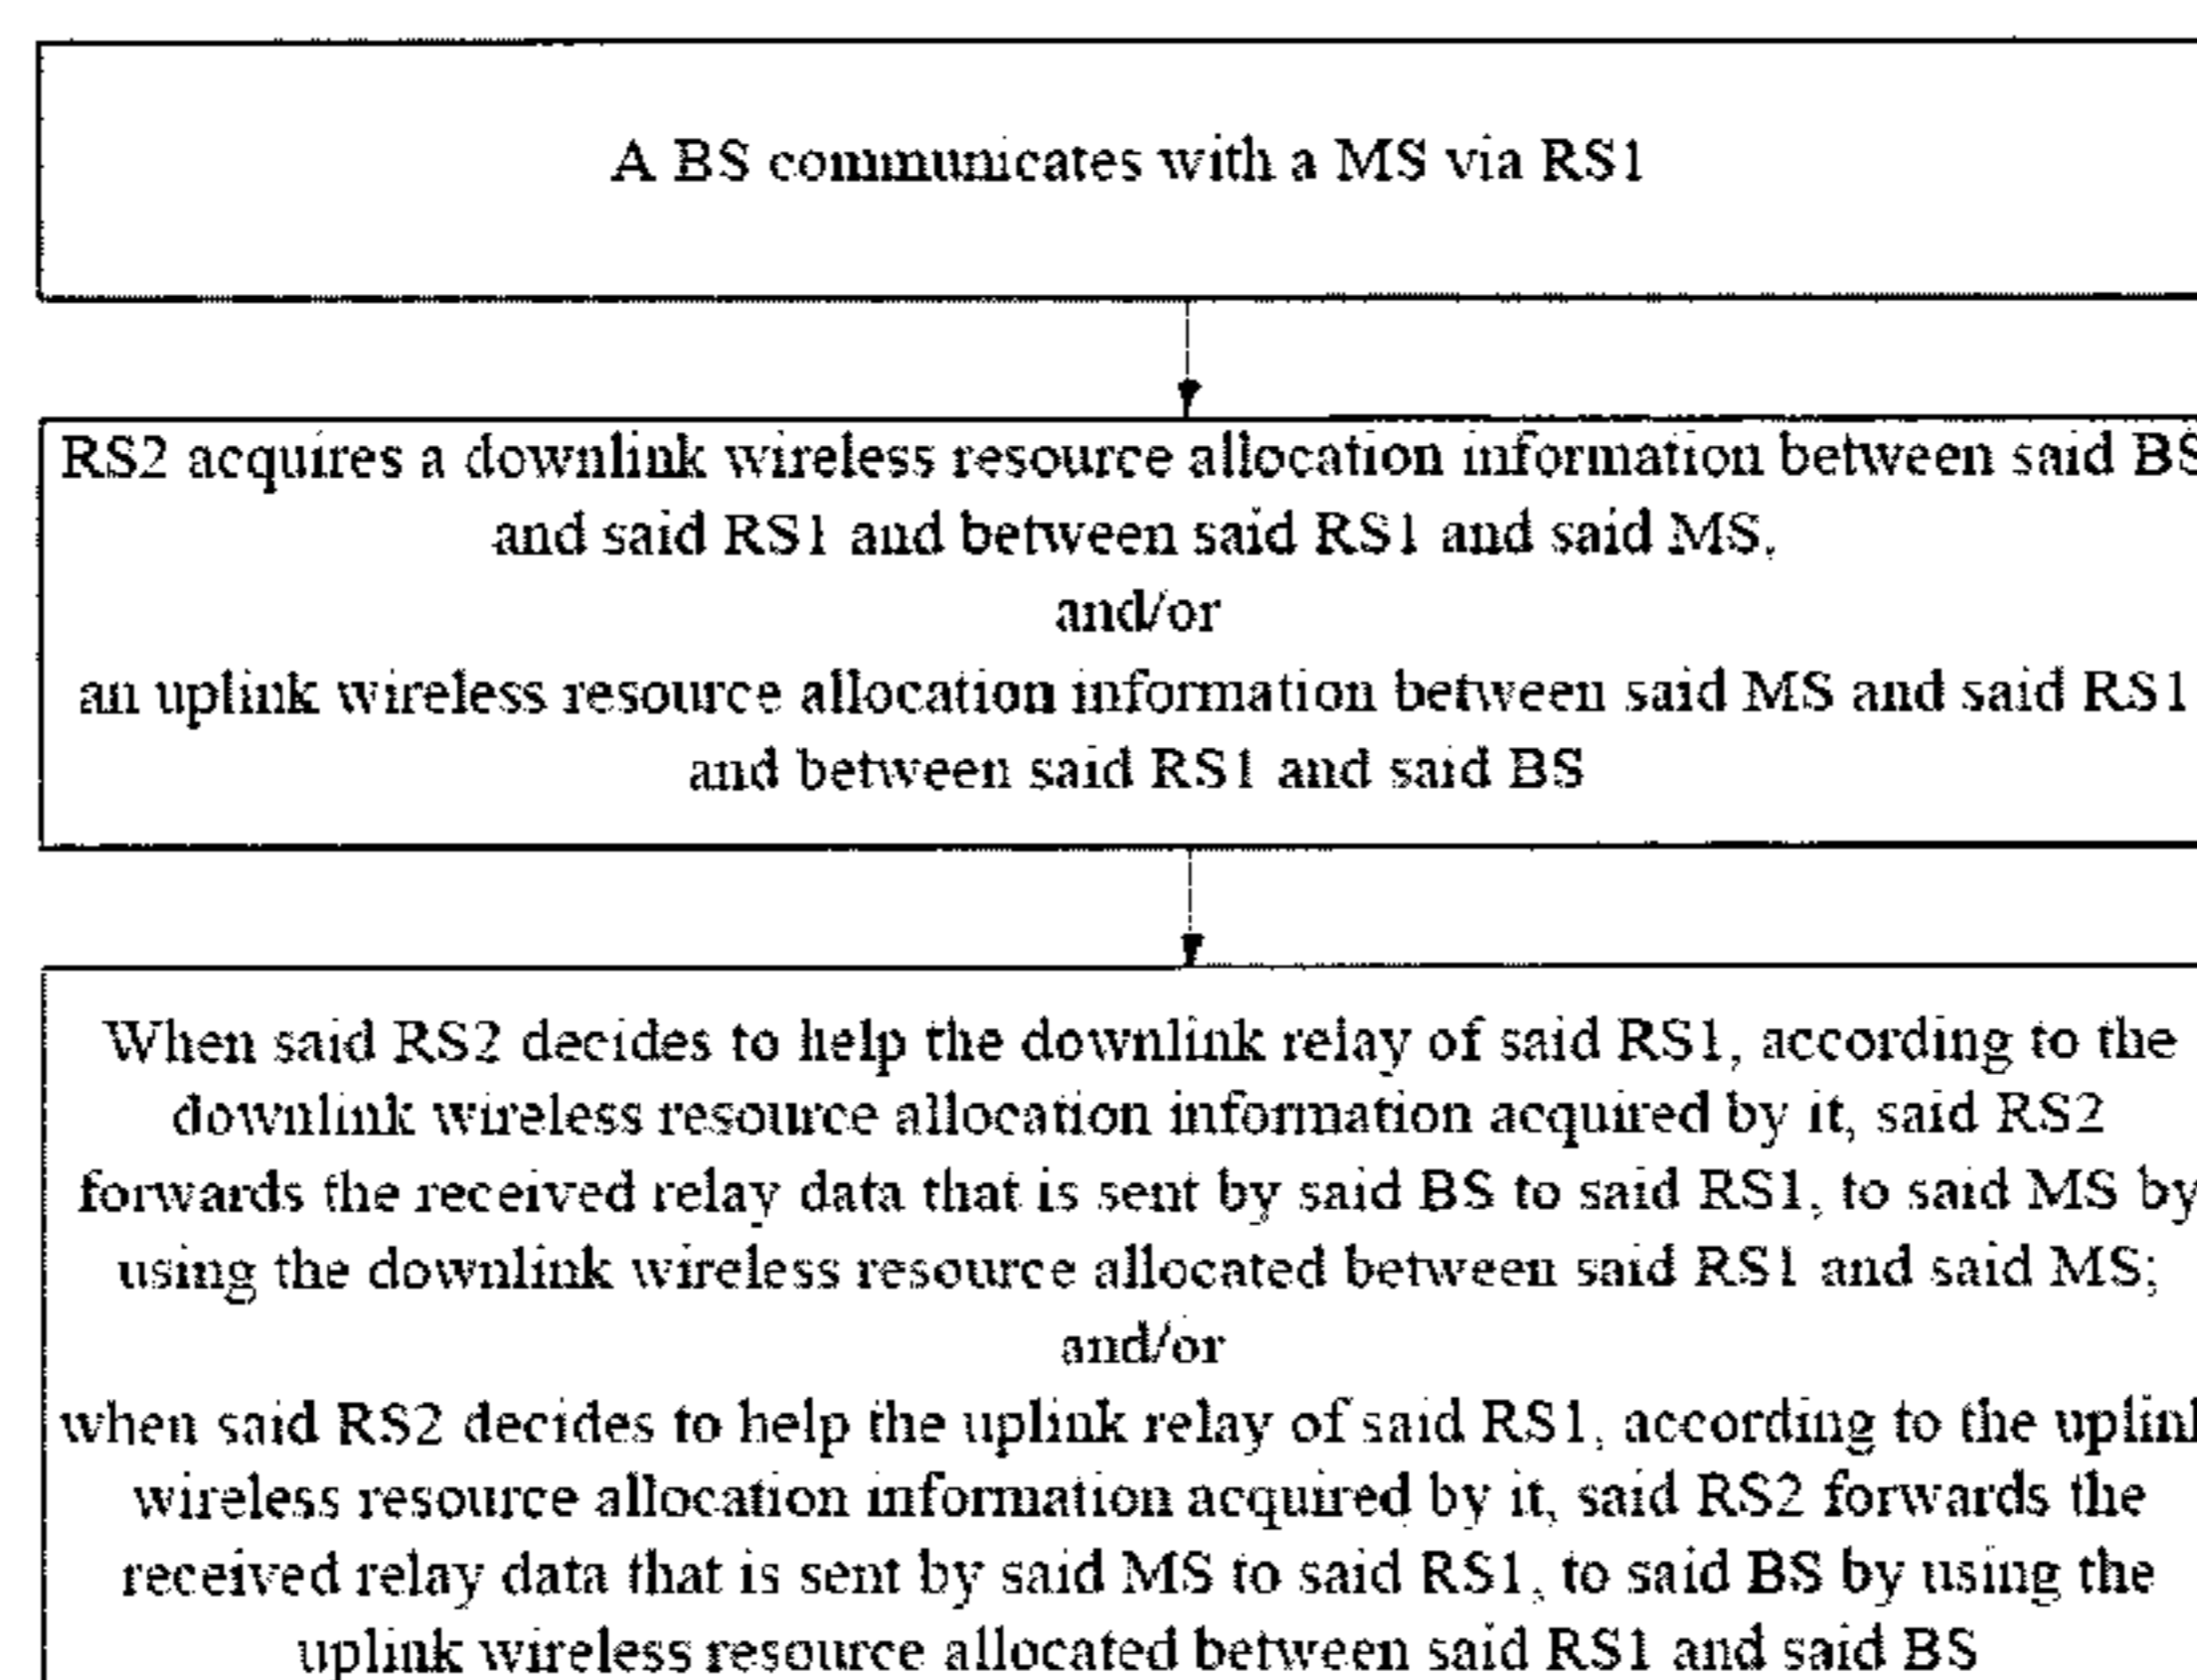 A BS communicates with a MS via RS1
RS2 acquires a downlink wireless resource allocation information between said BS
and said RS1 and between said RS1 and said MS,
and/or
an uplink wireless resource allocation information between said MS and said RS1
and between said RS1 and said BS
When said RS2 decides to help the downlink relay of said RS1, according to the
downlink wireless resource allocation information acquired by it, said RS2
forwards the received relay data that is sent by said BS to said RS1, to said MS by
using the downlink wireless resource allocated between said RS1 and said MS;
and/or
when said RS2 decides to help the uplink relay of said RS1, according to the uplink
wireless resource allocation information acquired by it, said RS2 forwards the
received relay data that is sent by said MS to said RS1, to said BS by using the
uplink wireless resource allocated between said RS1 and said BS